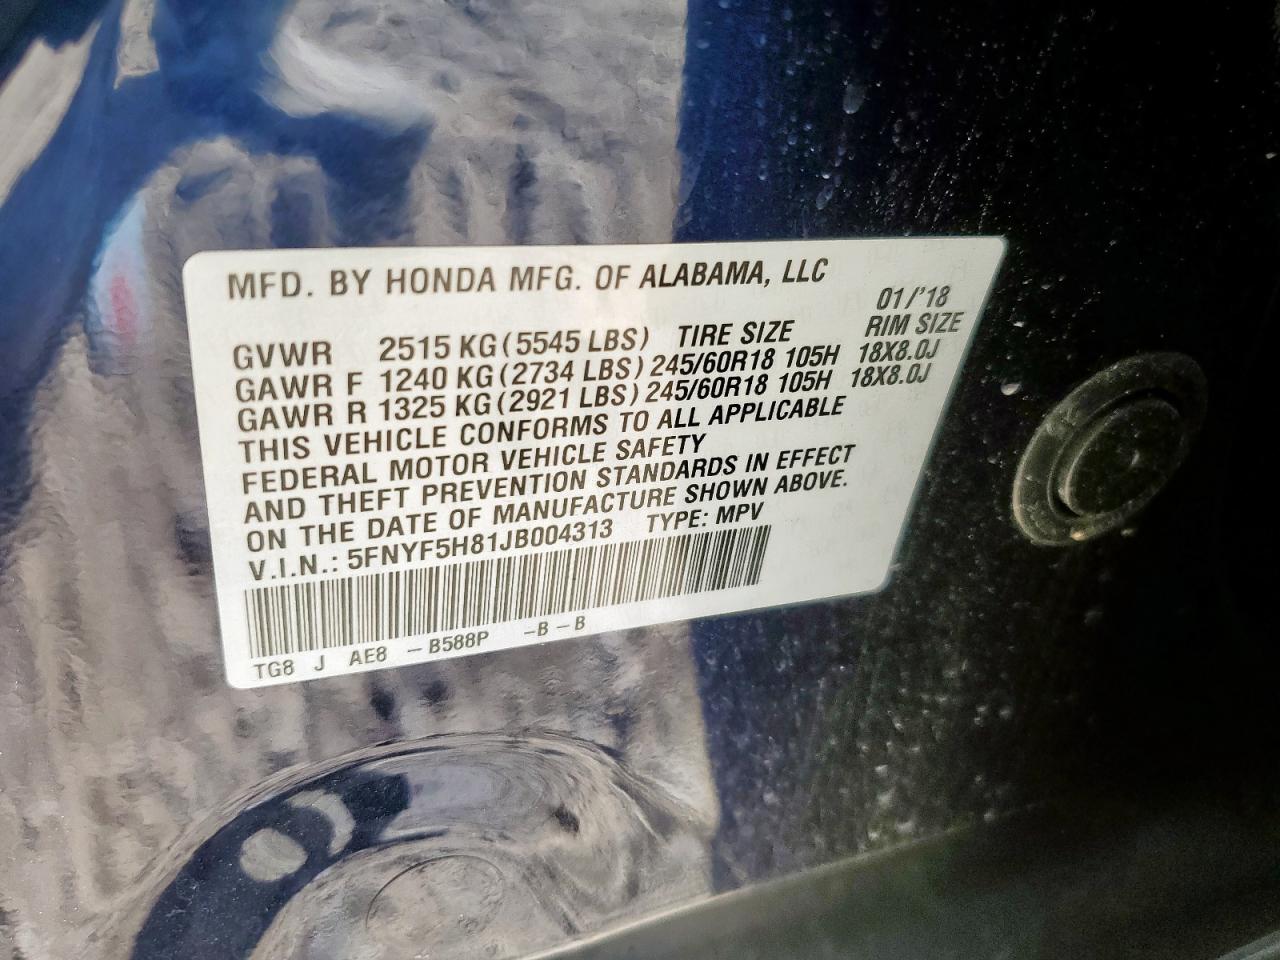 MFD. BY HONDA MFG. OF ALABAMA, LLC
01/'18
GVWR 2515 KG (5545 LBS) TIRE SIZE RIM SIZE
GAWR F 1240 KG (2734 LBS) 245/60R18 105H 18X8.0J
GAWR R 1325 KG (2921 LBS) 245/60R18 105H 18X8.0J
THIS VEHICLE CONFORMS TO ALL APPLICABLE
FEDERAL MOTOR VEHICLE SAFETY
AND THEFT PREVENTION STANDARDS IN EFFECT
ON THE DATE OF MANUFACTURE SHOWN ABOVE.
V.I.N.: 5FNYF5H81JB004313 TYPE: MPV
TG8 J AE8 - B588P - B - B